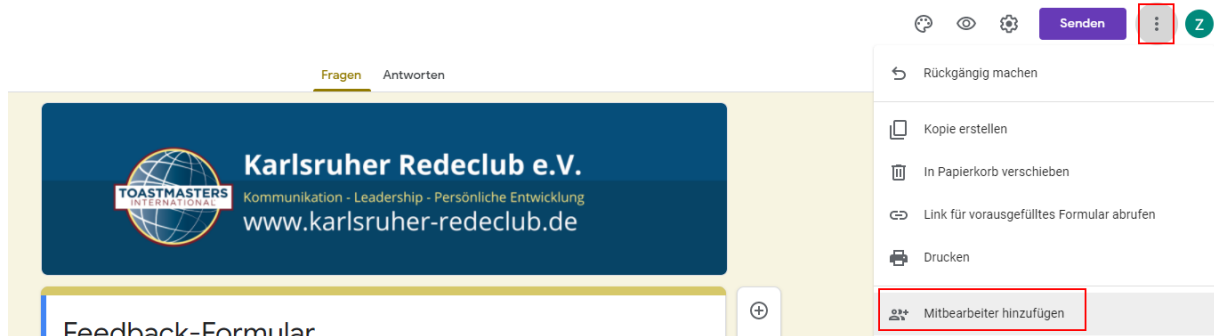 Senden
Z
Fragen Antworten
Rückgängig machen
Kopie erstellen
In Papierkorb verschieben
Link für vorausgefülltes Formular abrufen
Drucken
Mitbearbeiter hinzufügen
TOASTMASTERS
INTERNATIONAL
Karlsruher Redeclub e.V.
Kommunikation - Leadership - Persönliche Entwicklung
www.karlsruher-redeclub.de
Feedback-Formular